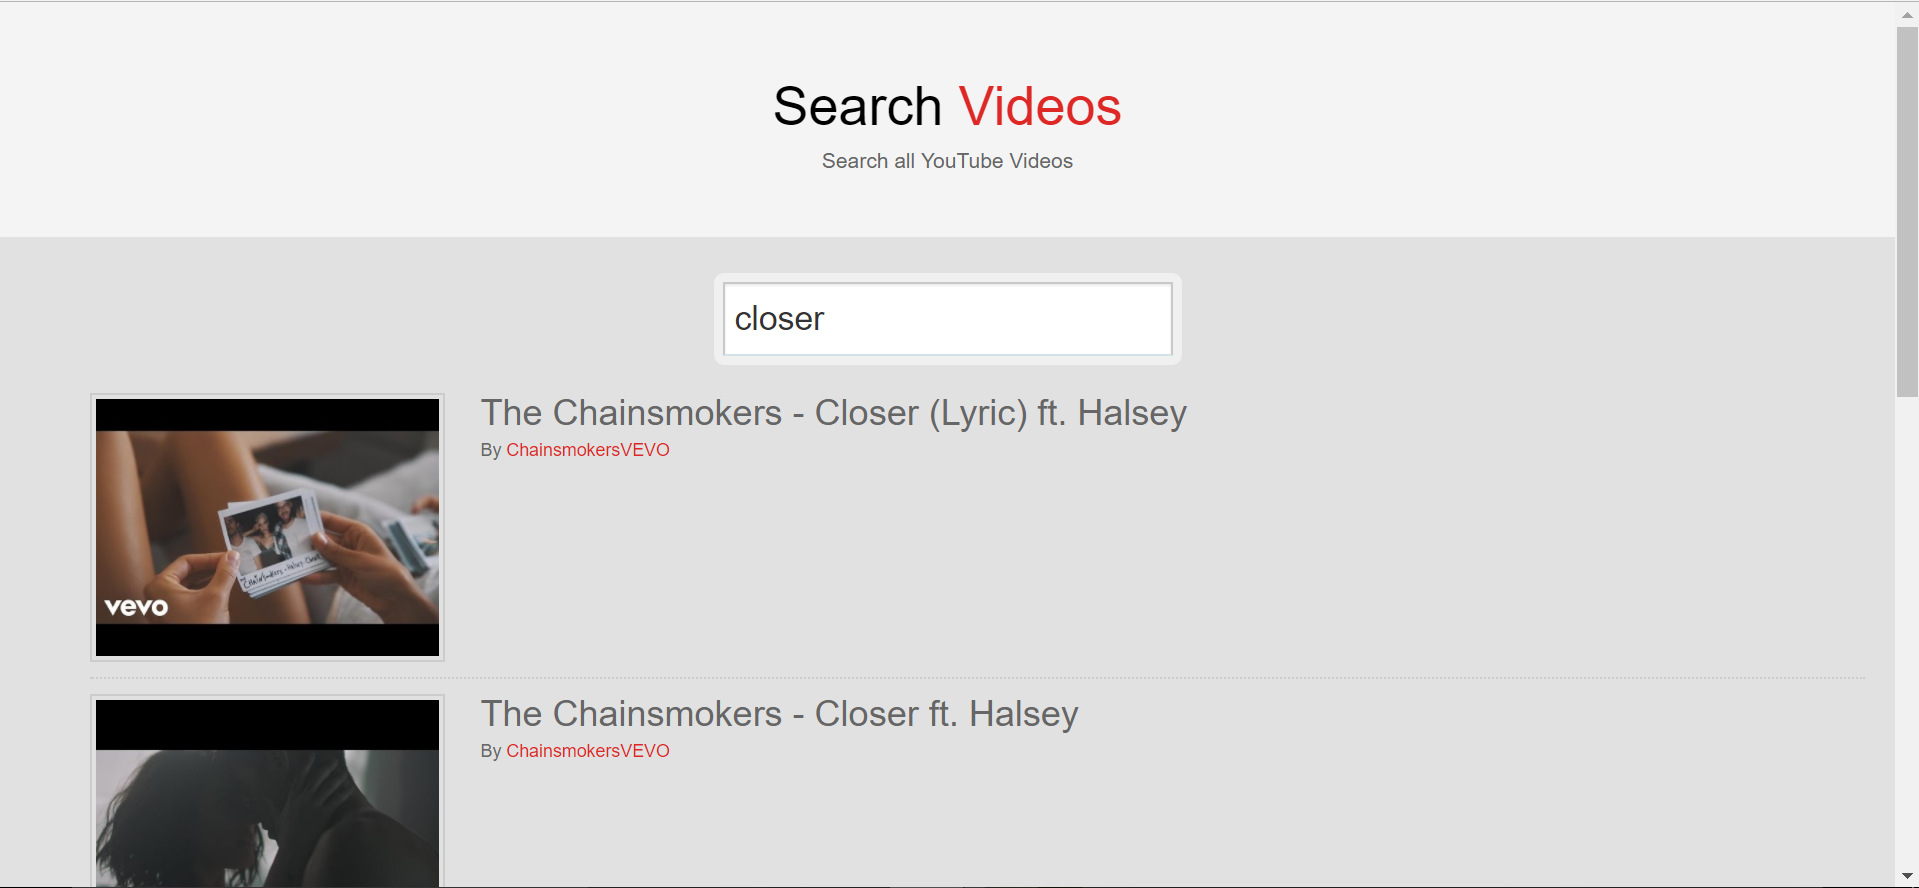 Search Videos
Search all YouTube Videos
closer
The Chainsmokers - Closer (Lyric) ft. Halsey
By ChainsmokersVEVO
vevo
The Chainsmokers - Closer ft. Halsey
By ChainsmokersVEVO